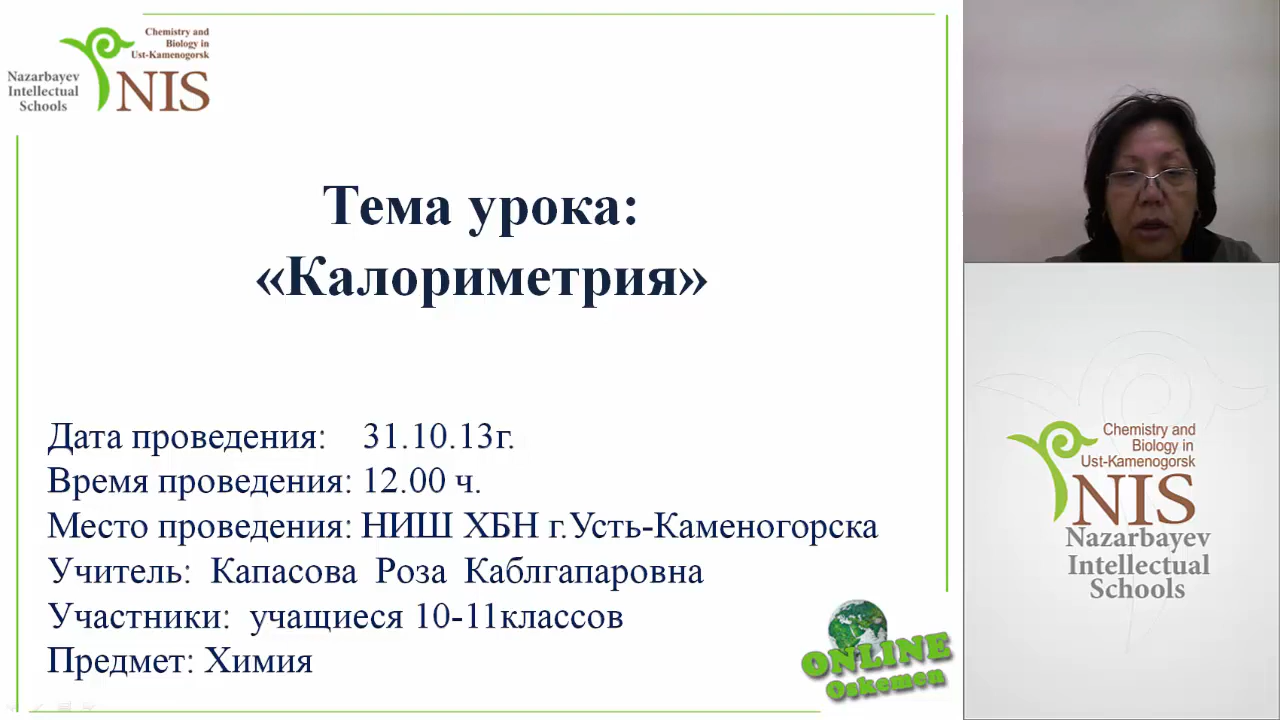 Chemistry and
Biology in
Ust-Kamenogorsk
Nazarbayev
Intellectual
Schools
NIS
Тема урока:
«Калориметрия»
Дата проведения: 31.10.13г.
Время проведения: 12.00 ч.
Место проведения: НИШ ХБН г.Усть-Каменогорска
Учитель: Капасова Роза Каблгапаровна
Участники: учащиеся 10-11классов
Предмет: Химия
ONLINE
Oskemen
Chemistry and
Biology in
Ust-Kamenogorsk
NIS
Nazarbayev
Intellectual
Schools